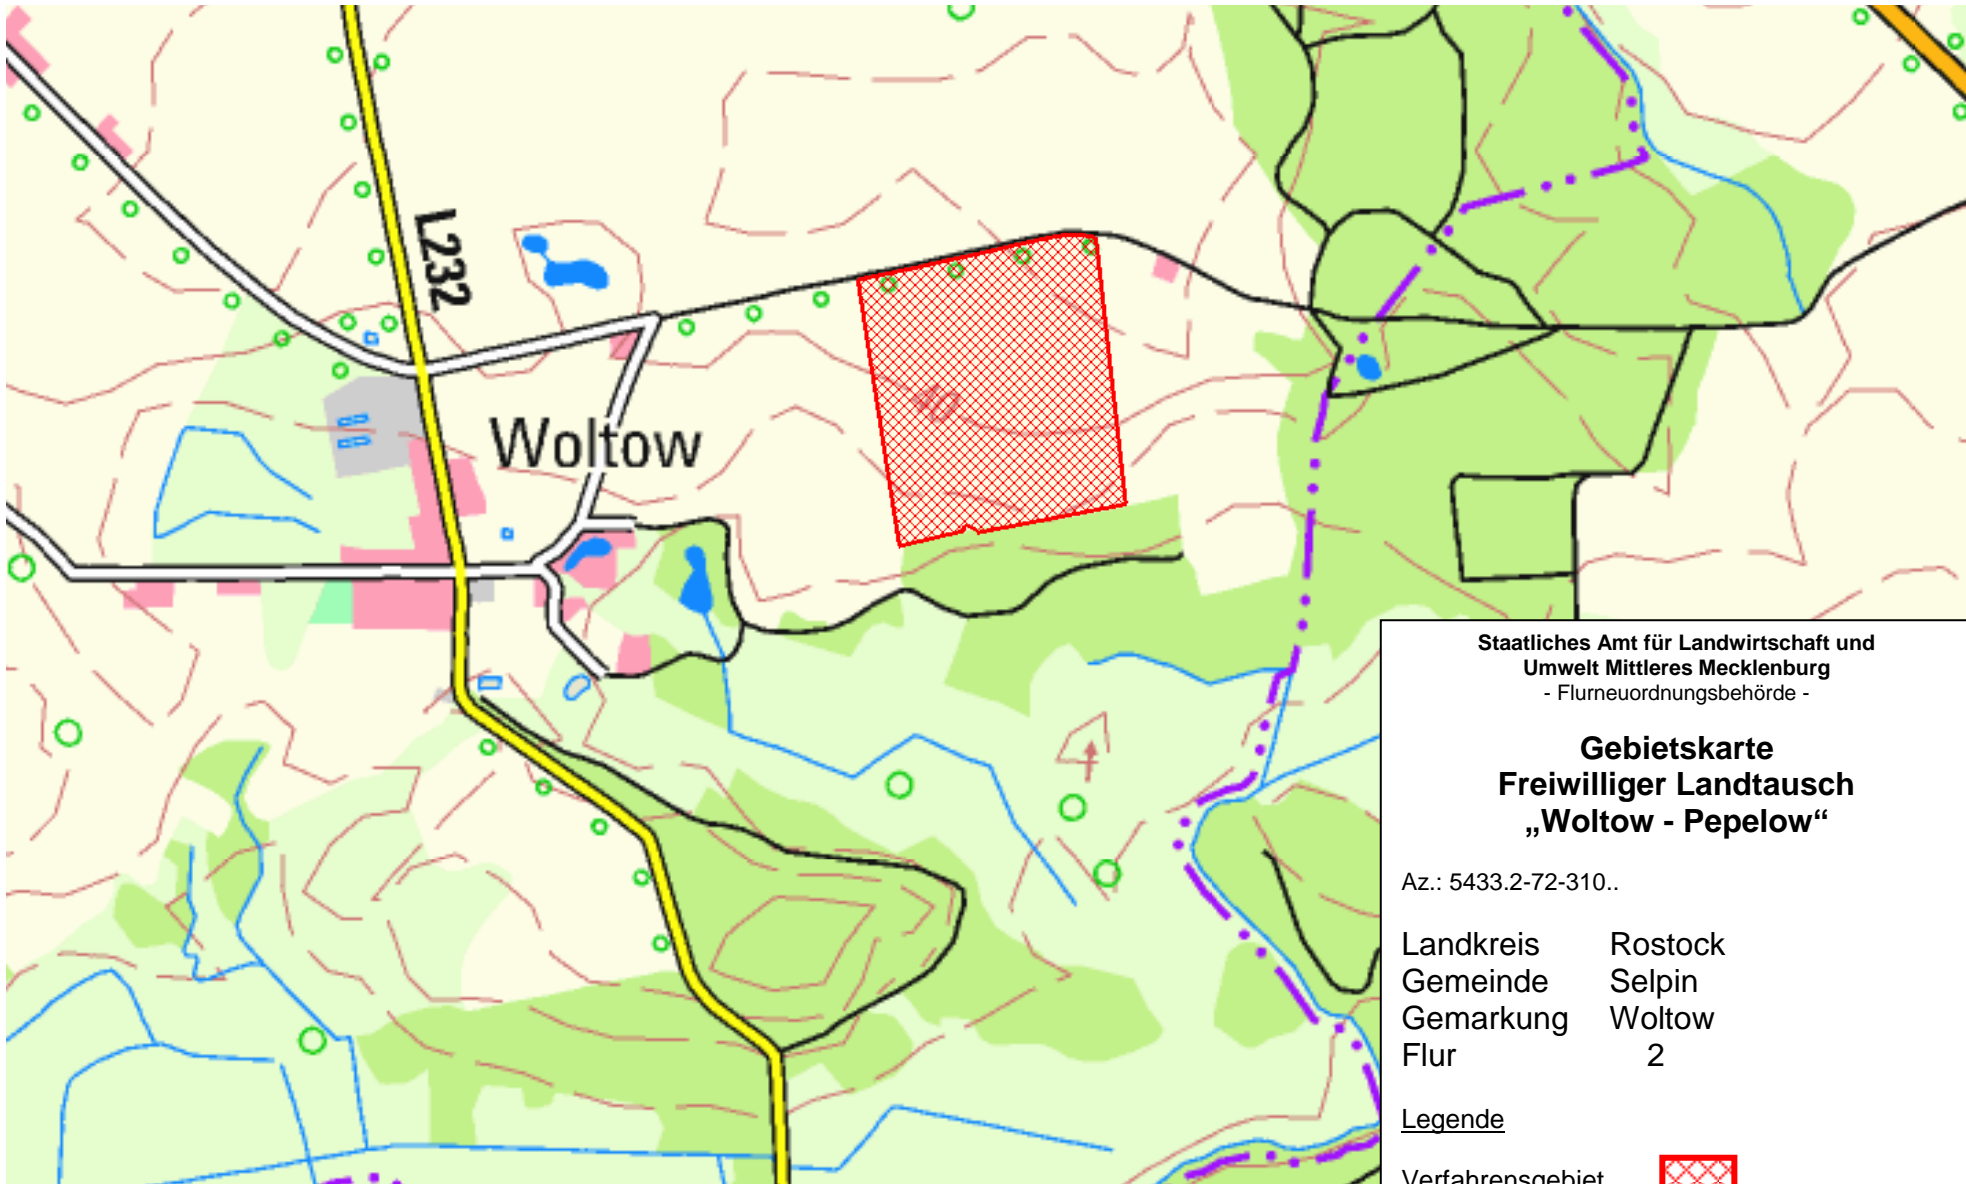 L232
40
Woltow
Staatliches Amt für Landwirtschaft und
Umwelt Mittleres Mecklenburg
- Flurneuordnungsbehörde -
Gebietskarte
Freiwilliger Landtausch
„Woltow - Pepelow“
Az.: 5433.2-72-310..
Landkreis Rostock
Gemeinde Selpin
Gemarkung Woltow
Flur 2
Legende
Verfahrensgebiet